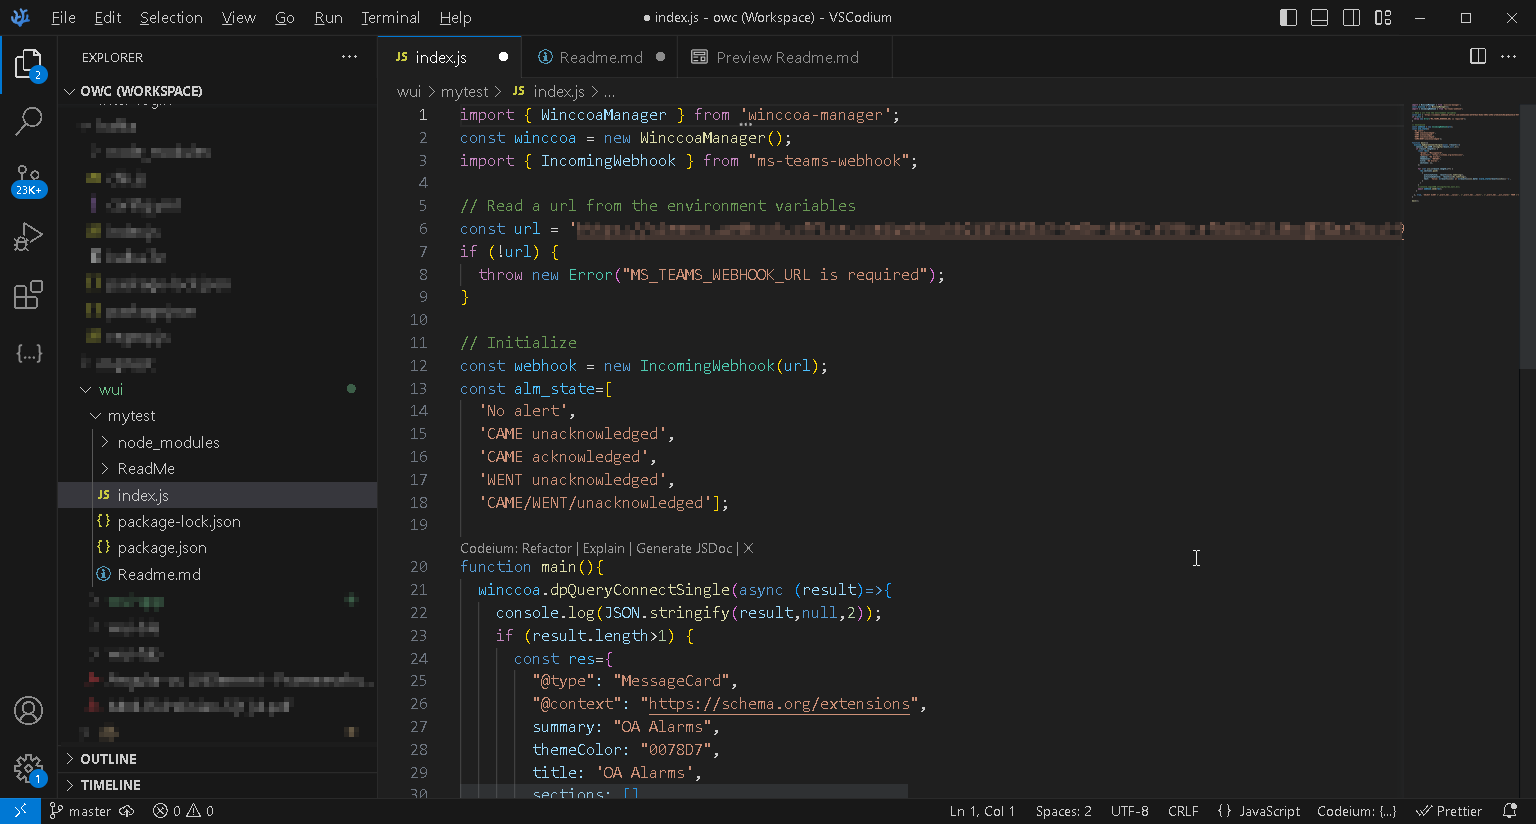 File Edit Selection View Go Run Terminal Help
● index.js - owc (Workspace) - VSCodium
EXPLORER
2
23K+
1
OWC (WORKSPACE)
wui
mytest
node_modules
ReadMe
JS index.js
{} package-lock.json
{} package.json
Readme.md
OUTLINE
TIMELINE
JS index.js
Readme.md
Preview Readme.md
wui > mytest > JS index.js > ...
1 import { WinccoaManager } from 'winccoa-manager';
2 const winccoa = new WinccoaManager();
3 import { IncomingWebhook } from "ms-teams-webhook";
4
5 // Read a url from the environment variables
6 const url = '
7 if (!url) {
8 throw new Error("MS_TEAMS_WEBHOOK_URL is required");
9 }
10
11 // Initialize
12 const webhook = new IncomingWebhook(url);
13 const alm_state=[
14 'No alert',
15 'CAME unacknowledged',
16 'CAME acknowledged',
17 'WENT unacknowledged',
18 'CAME/WENT/unacknowledged'];
19
Codeium: Refactor | Explain | Generate JSDoc | X
20 function main(){
21 winccoa.dpQueryConnectSingle(async (result)=>{
22 console.log(JSON.stringify(result,null,2));
23 if (result.length>1) {
24 const res={
25 "@type": "MessageCard",
26 "@context": "https://schema.org/extensions",
27 summary: "OA Alarms",
28 themeColor: "0078D7",
29 title: 'OA Alarms',
30 sections: []
master 0 0 Ln 1, Col 1 Spaces: 2 UTF-8 CRLF {} JavaScript Codeium: {...} Prettier